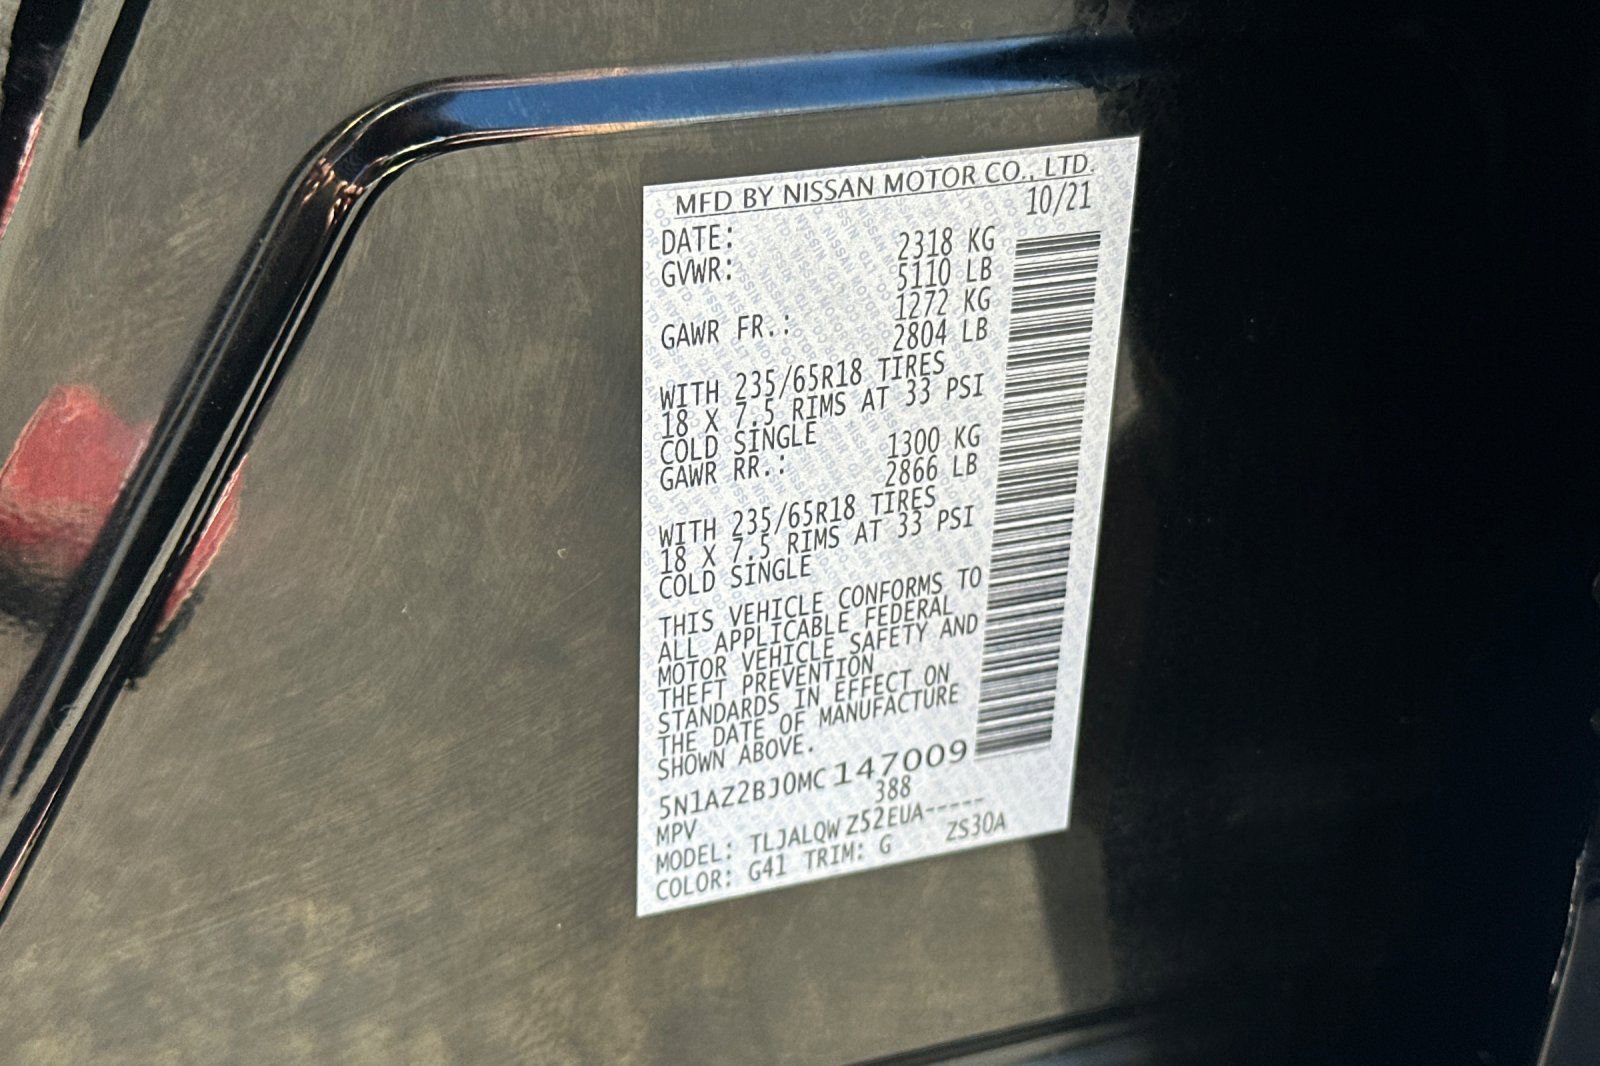 MFD BY NISSAN MOTOR CO., LTD.
DATE: 10/21
GVWR: 2318 KG
5110 LB
GAWR FR.: 1272 KG
2804 LB
WITH 235/65R18 TIRES
18 X 7.5 RIMS AT 33 PSI
COLD SINGLE
GAWR RR.: 1300 KG
2866 LB
WITH 235/65R18 TIRES
18 X 7.5 RIMS AT 33 PSI
COLD SINGLE
THIS VEHICLE CONFORMS TO
ALL APPLICABLE FEDERAL
MOTOR VEHICLE SAFETY AND
THEFT PREVENTION
STANDARDS IN EFFECT ON
THE DATE OF MANUFACTURE
SHOWN ABOVE.
5N1AZ2BJ0MC147009
MPV 388
MODEL: TLJALQWZ52EUA-----
COLOR: G41 TRIM: G ZS30A